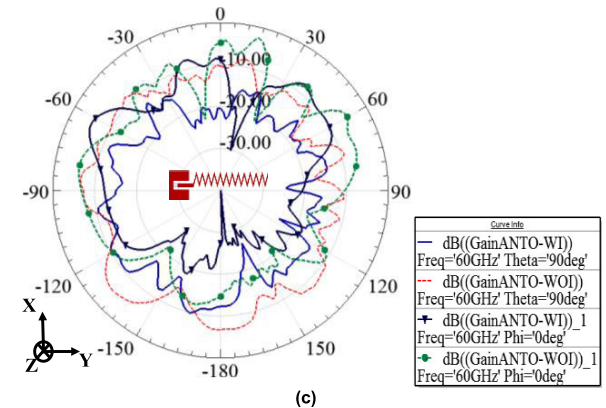 0
-30
30
-10.00
-60
-20.00
60
-30.00
-90
90
Curve Info
dB((GainANTO-WI))
Freq='60GHz' Theta='90deg'
dB((GainANTO-WOI))
Freq='60GHz' Theta='90deg'
dB((GainANTO-WI))_1
Freq='60GHz' Phi='0deg'
dB((GainANTO-WOI))_1
Freq='60GHz' Phi='0deg'
-120
120
X
Z
Y
-150
150
-180
(c)